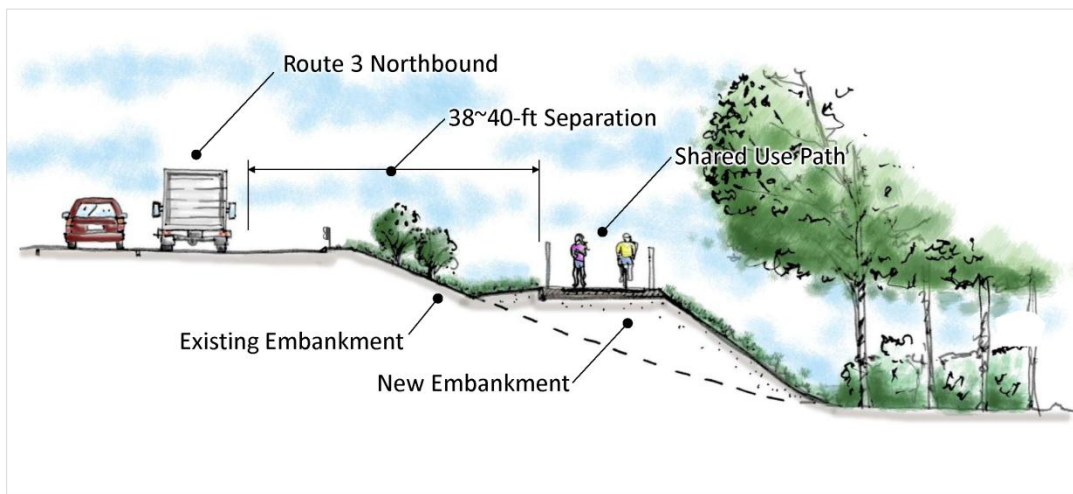 Route 3 Northbound
38~40-ft Separation
Shared Use Path
Existing Embankment
New Embankment